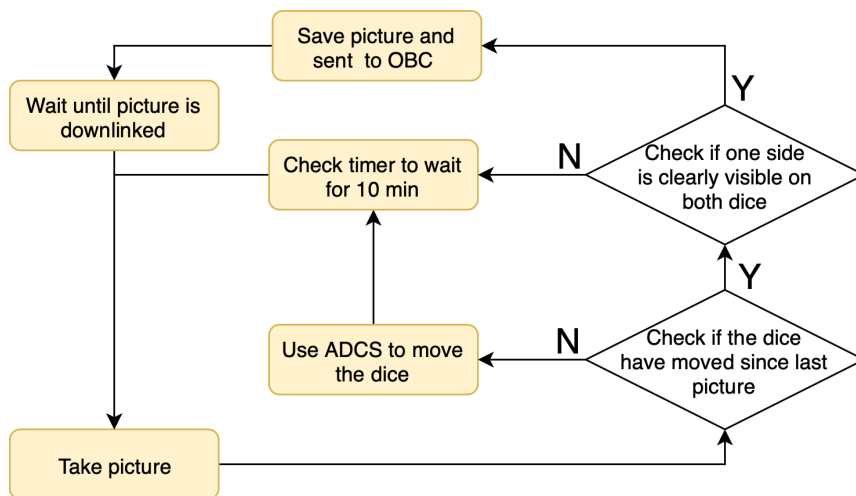 Save picture and
sent to OBC
Y
Wait until picture is
downlinked
Check timer to wait
for 10 min
N
Check if one side
is clearly visible on
both dice
Y
Use ADCS to move
the dice
N
Check if the dice
have moved since last
picture
Take picture